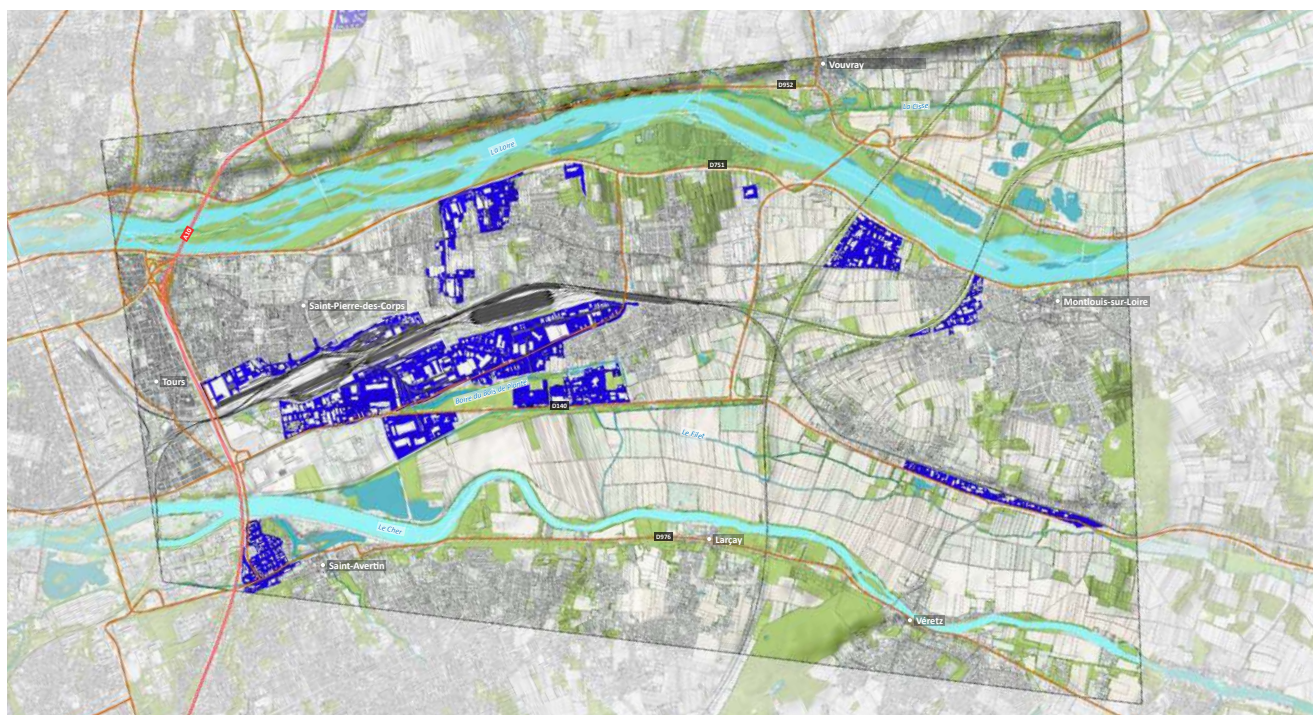 Vouvray
D952
La Cisse
La Loire
D751
A10
Saint-Pierre-des-Corps
Montlouis-sur-Loire
Tours
Boire du Bois de Plante
D140
Le Filet
Le Cher
D976
Larçay
Saint-Avertin
Véretz